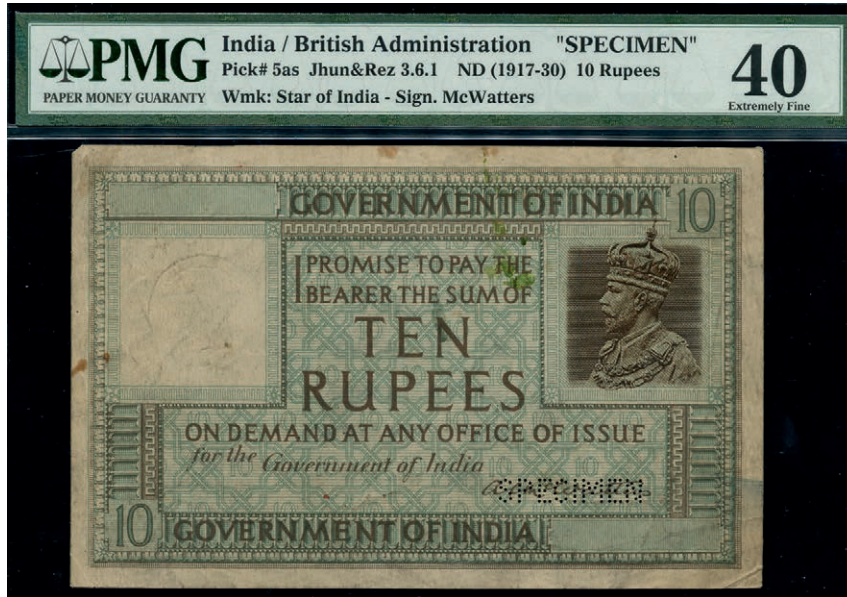 PMG
PAPER MONEY GUARANTY
India / British Administration "SPECIMEN"
Pick# 5as Jhun&Rez 3.6.1 ND (1917-30) 10 Rupees
Wmk: Star of India - Sign. McWatters
40
Extremely Fine
GOVERNMENT OF INDIA 10
I PROMISE TO PAY THE
BEARER THE SUM OF
TEN
RUPEES
ON DEMAND AT ANY OFFICE OF ISSUE
for the Government of India
SPECIMEN
10 GOVERNMENT OF INDIA